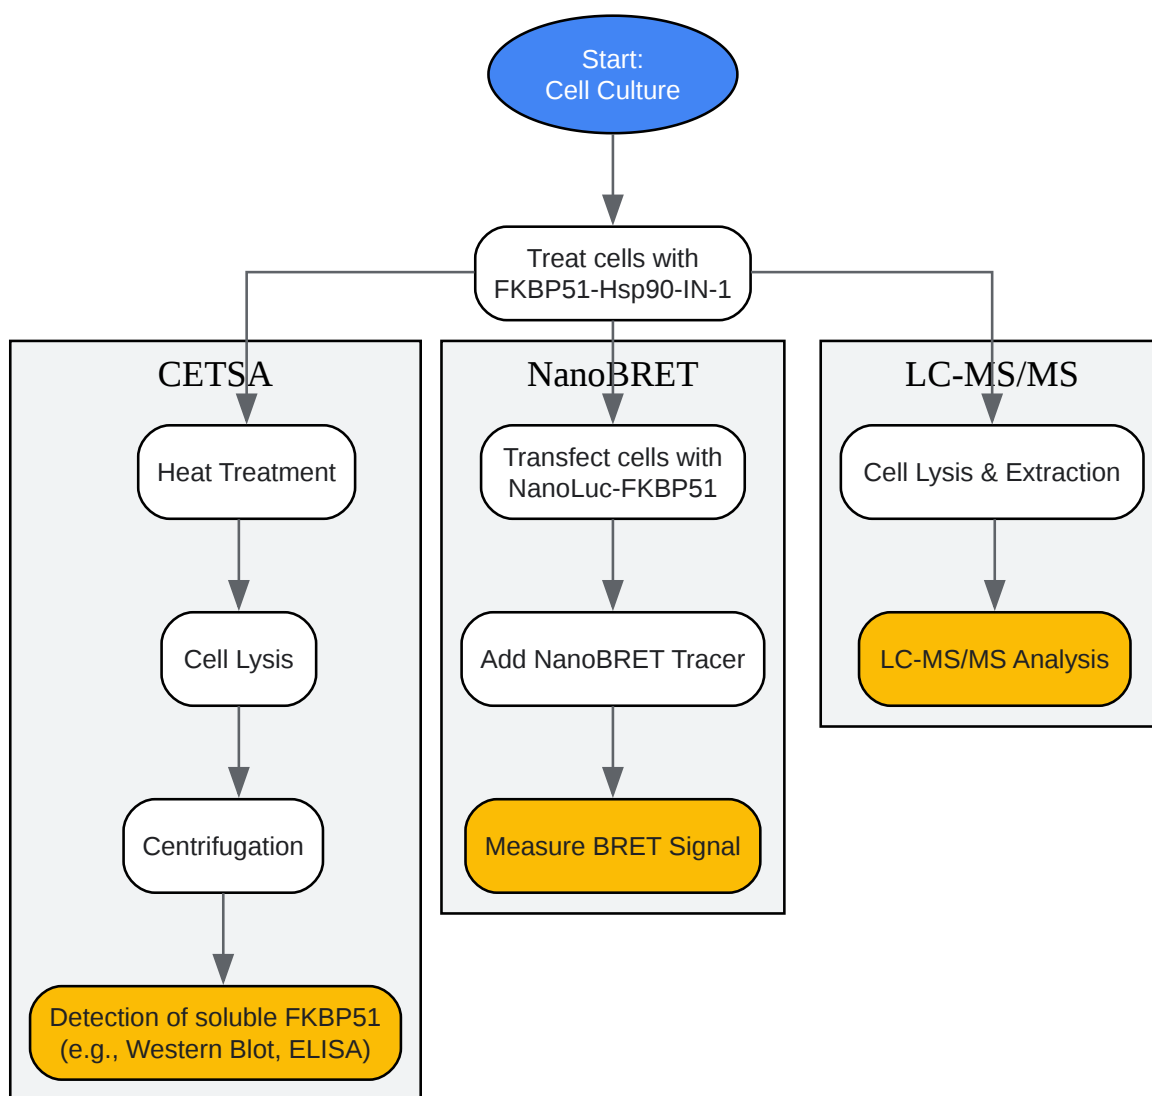 Start:
Cell Culture
Treat cells with
FKBP51-Hsp90-IN-1
CETSA
Heat Treatment
Cell Lysis
Centrifugation
Detection of soluble FKBP51
(e.g., Western Blot, ELISA)
NanoBRET
Transfect cells with
NanoLuc-FKBP51
Add NanoBRET Tracer
Measure BRET Signal
LC-MS/MS
Cell Lysis & Extraction
LC-MS/MS Analysis